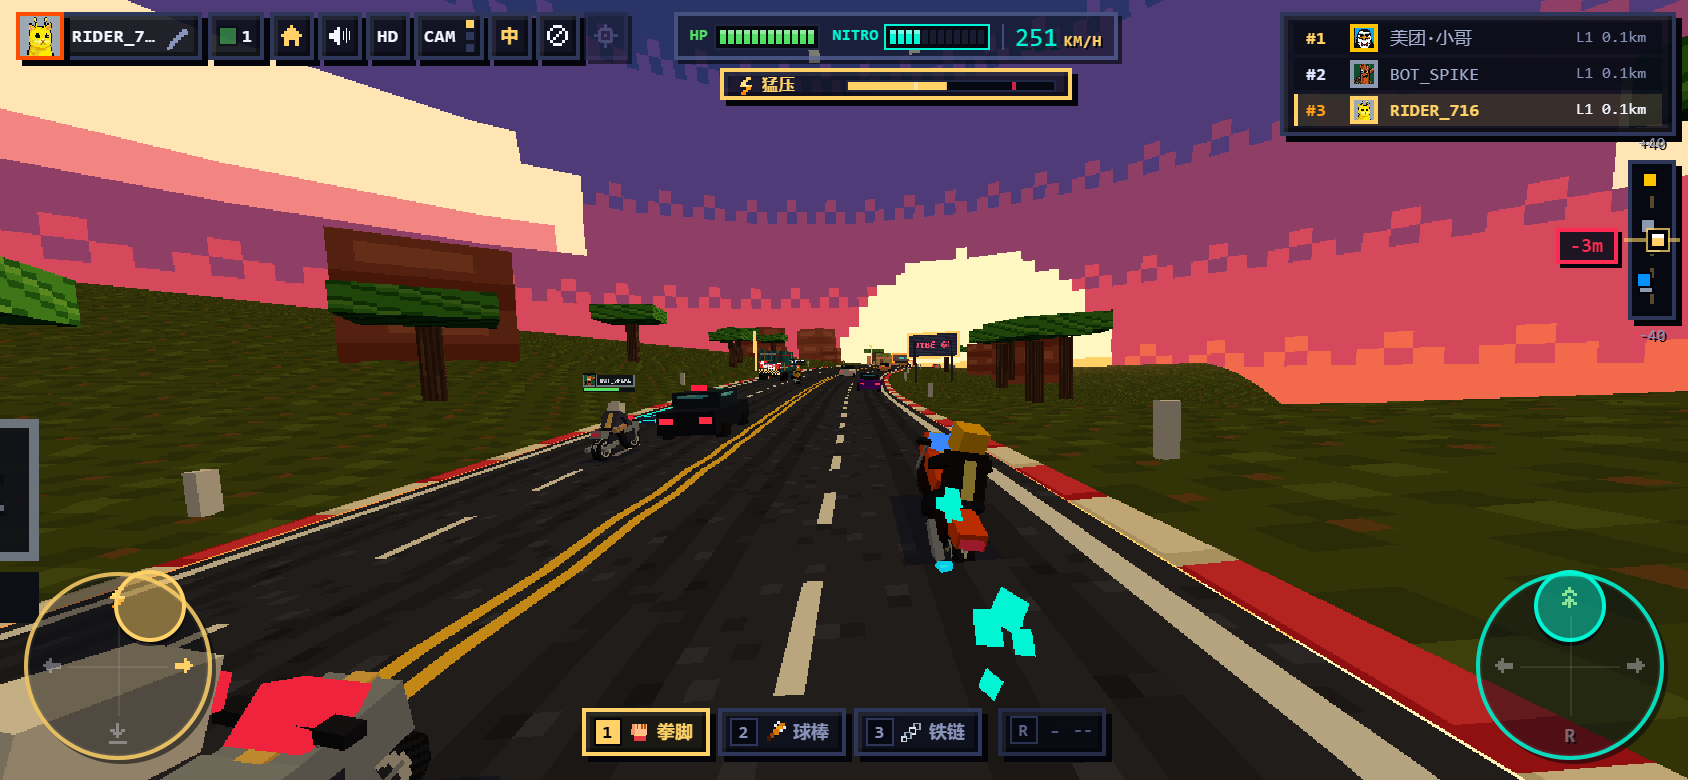 RIDER_7…
1
HD
CAM
中
HP
NITRO
251 KM/H
猛压
#1 美团·小哥 L1 0.1km
#2 BOT_SPIKE L1 0.1km
#3 RIDER_716 L1 0.1km
-3m
-40
BOT_SPIKE
1 拳脚
2 球棒
3 铁链
R - --
R